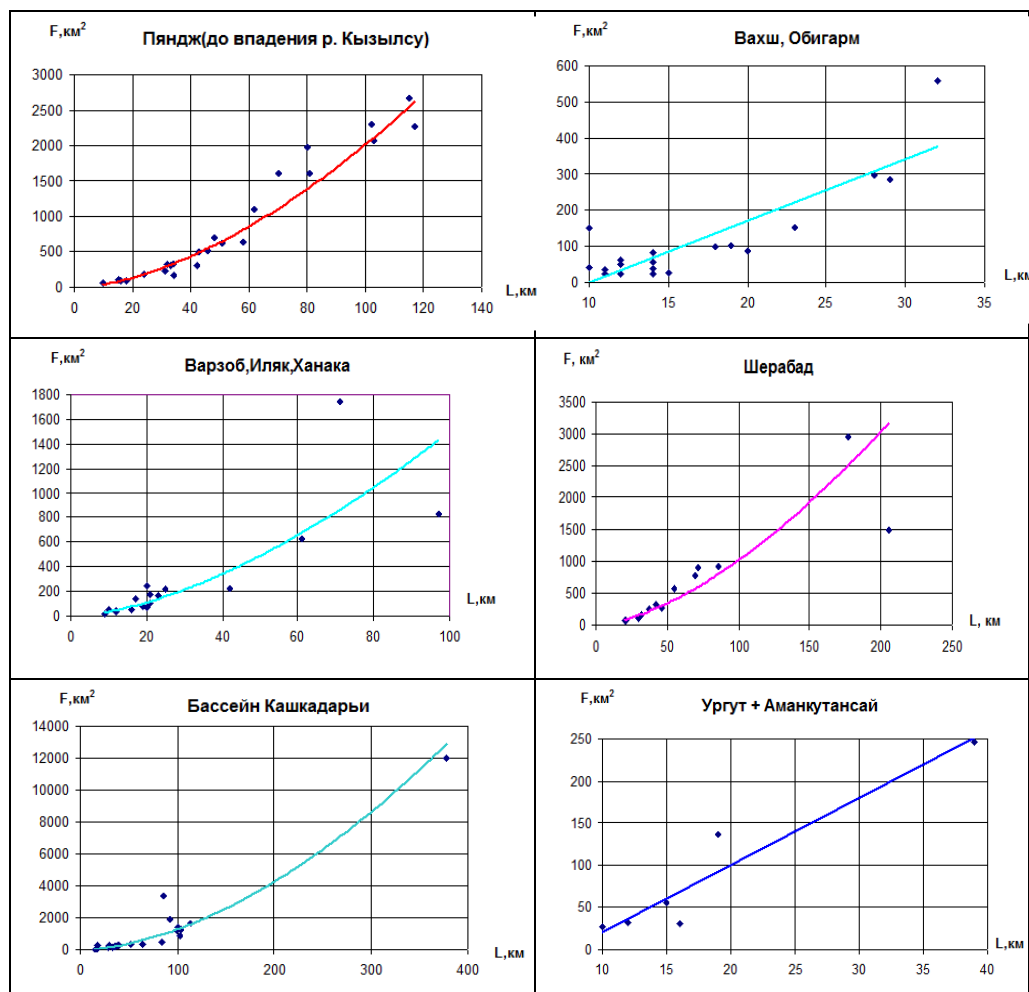 F,км²
Пяндж(до впадения р. Кызылсу)
3000
2500
2000
1500
1000
500
0
0 20 40 60 80 100 120 140
L,км
F,км²
Вахш, Обигарм
600
500
400
300
200
100
0
10 15 20 25 30 35
L,км
F,км²
Варзоб,Иляк,Ханака
1800
1600
1400
1200
1000
800
600
400
200
0
0 20 40 60 80 100
L,км
F, км²
Шерабад
3500
3000
2500
2000
1500
1000
500
0
0 50 100 150 200 250
L, км
F,км²
Бассейн Кашкадарьи
14000
12000
10000
8000
6000
4000
2000
0
0 100 200 300 400
L,км
F,км²
Ургут + Аманкутансай
250
200
150
100
50
0
10 15 20 25 30 35 40
L,км